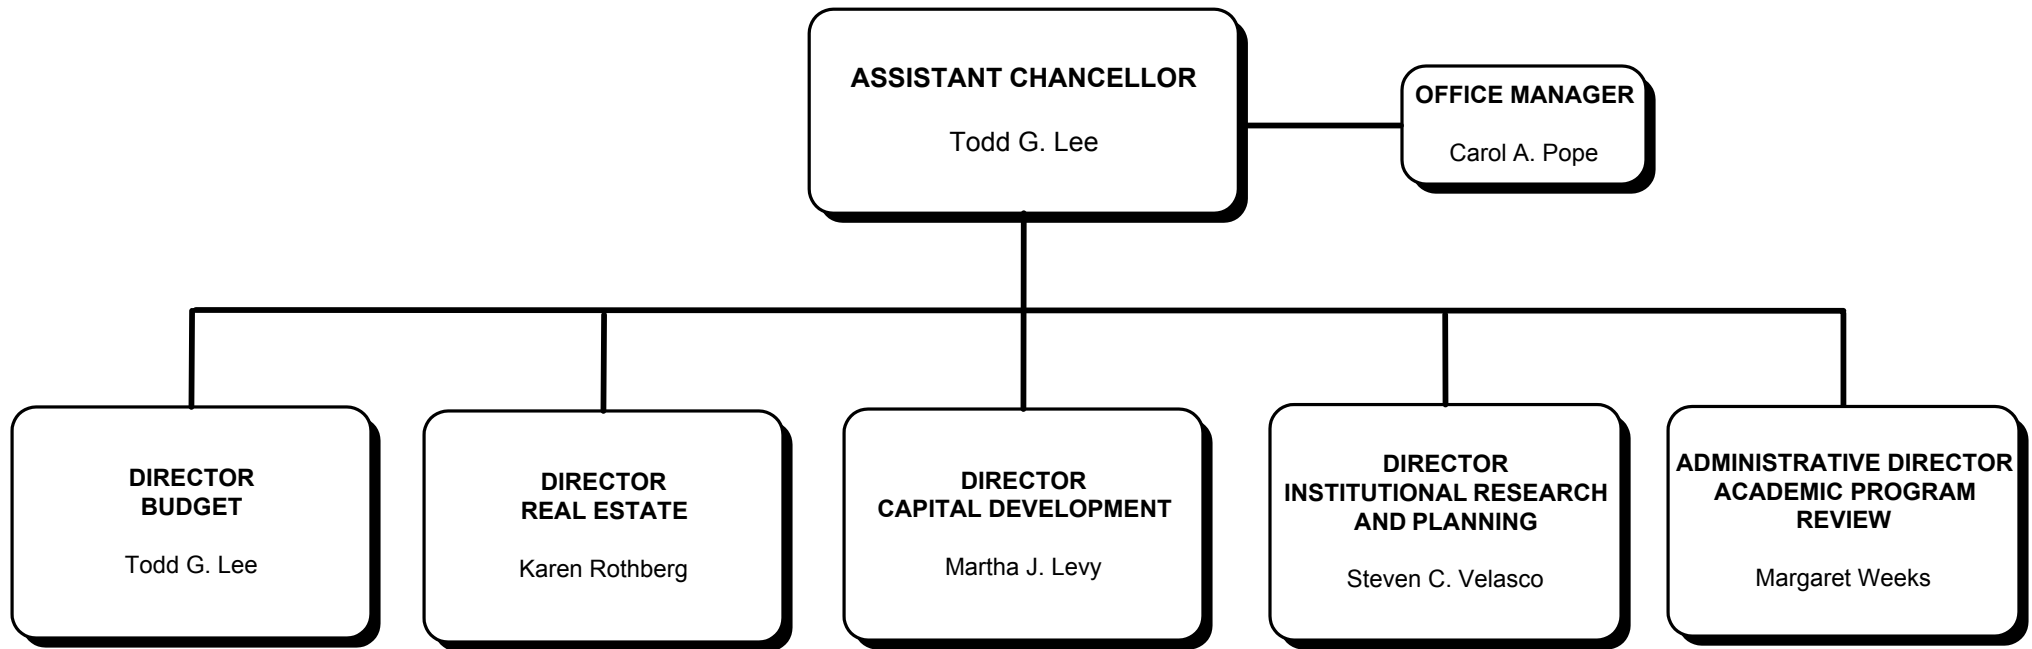 ASSISTANT CHANCELLOR
Todd G. Lee
OFFICE MANAGER
Carol A. Pope
DIRECTOR
BUDGET
Todd G. Lee
DIRECTOR
REAL ESTATE
Karen Rothberg
DIRECTOR
CAPITAL DEVELOPMENT
Martha J. Levy
DIRECTOR
INSTITUTIONAL RESEARCH
AND PLANNING
Steven C. Velasco
ADMINISTRATIVE DIRECTOR
ACADEMIC PROGRAM
REVIEW
Margaret Weeks